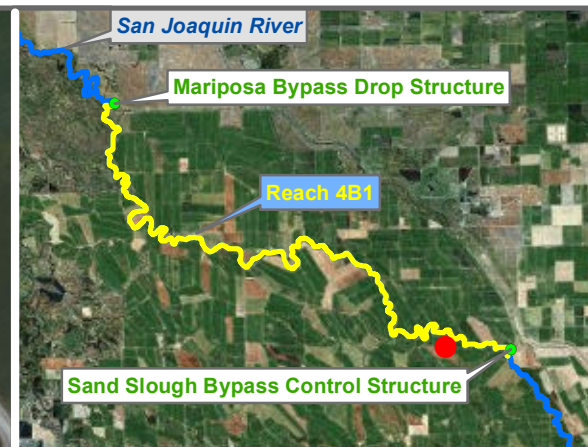 San Joaquin River
Mariposa Bypass Drop Structure
Reach 4B1
Sand Slough Bypass Control Structure